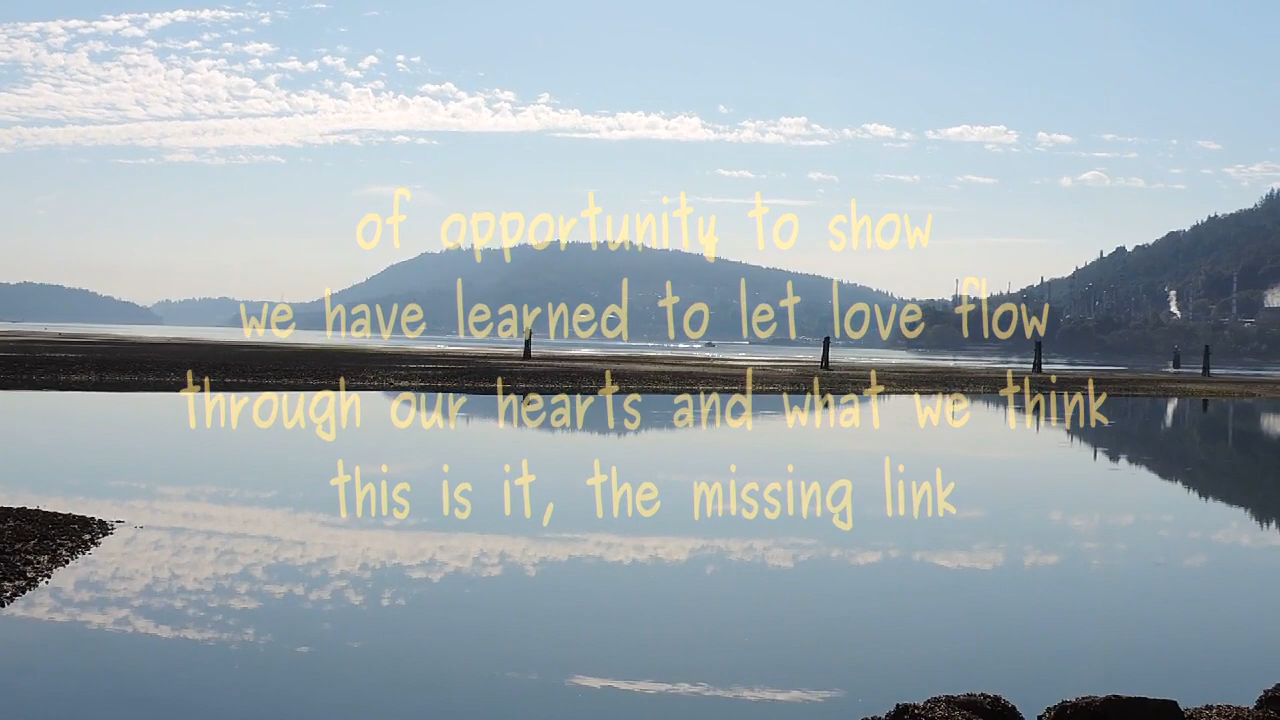 of opportunity to show
we have learned to let love flow
through our hearts and what we think
this is it, the missing link